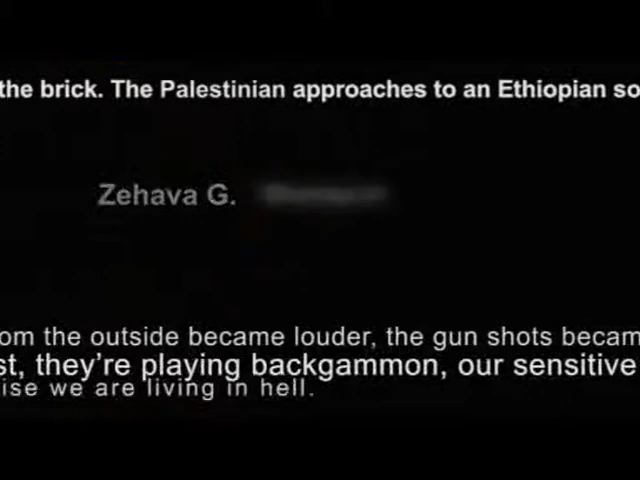 the brick. The Palestinian approaches to an Ethiopian so
Zehava G.
om the outside became louder, the gun shots becam
st, they're playing backgammon, our sensitive
ise we are living in hell.